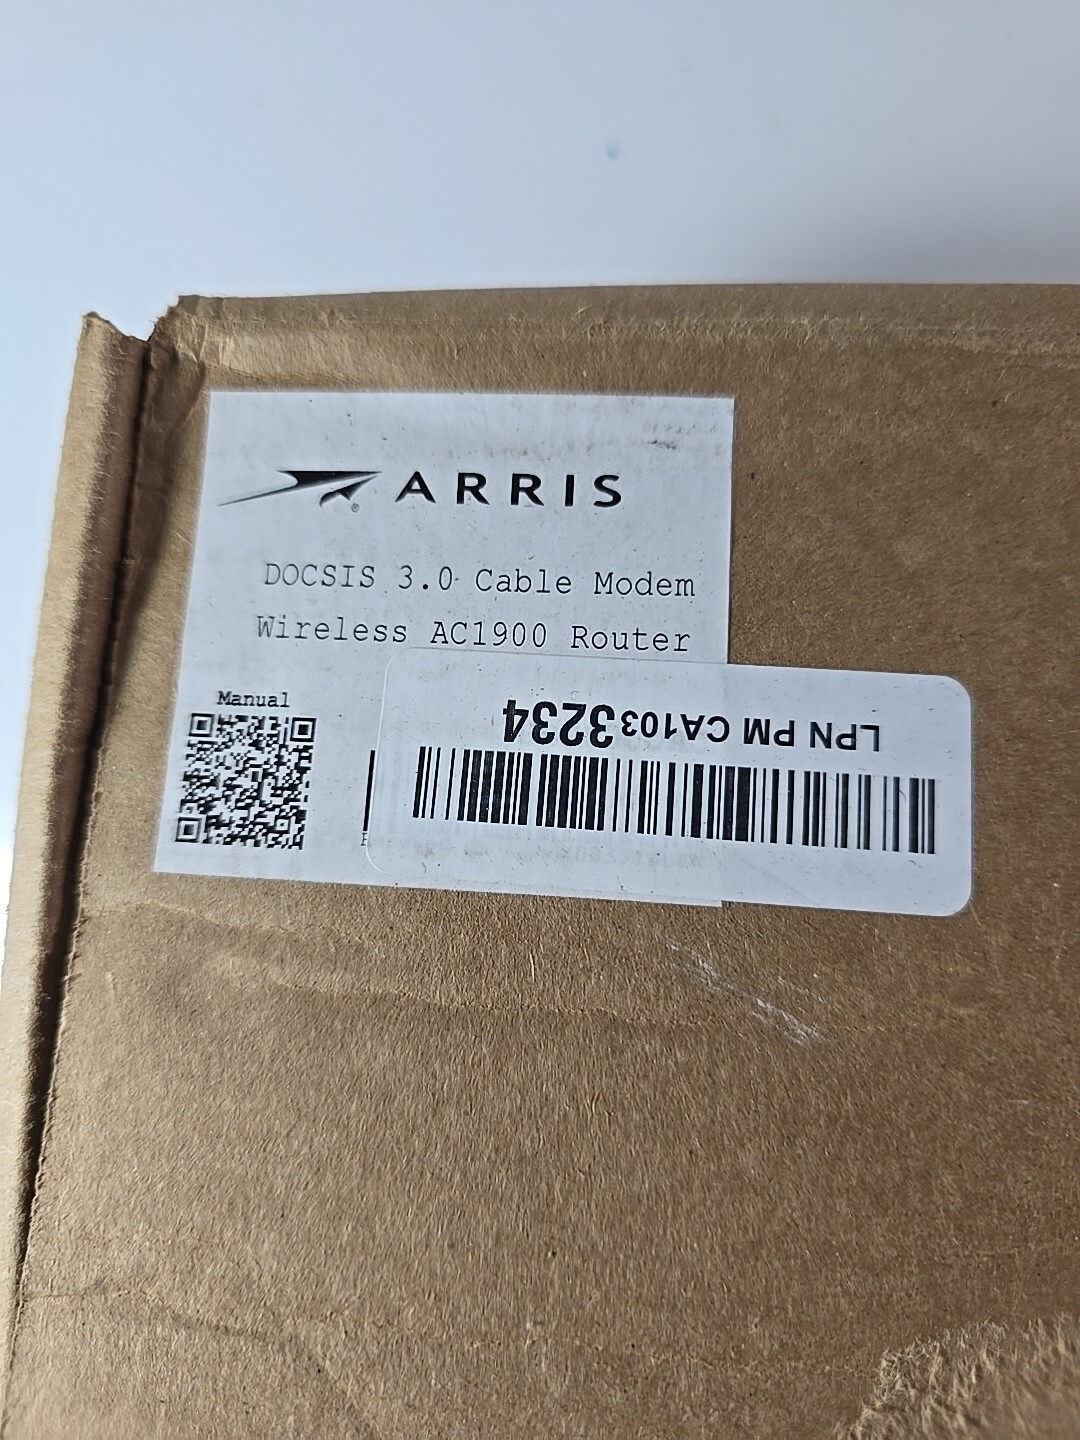 ARRIS
®
DOCSIS 3.0 Cable Modem
Wireless AC1900 Router
Manual
LPN PM CA1033234